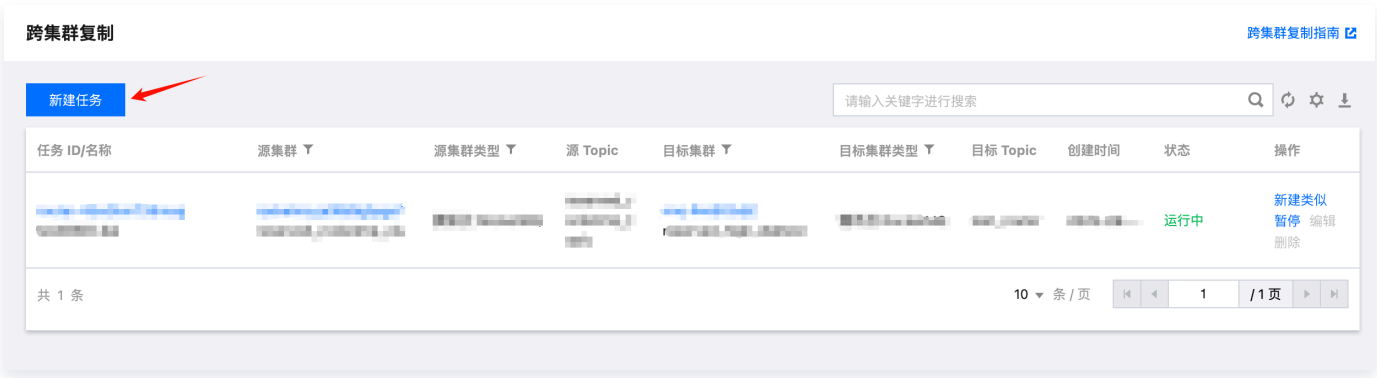 跨集群复制
跨集群复制指南
新建任务
请输入关键字进行搜索
任务 ID/名称 源集群 源集群类型 源 Topic 目标集群 目标集群类型 目标 Topic 创建时间 状态 操作
运行中
新建类似
暂停 编辑
删除
共 1 条
10 条 / 页 1 / 1 页